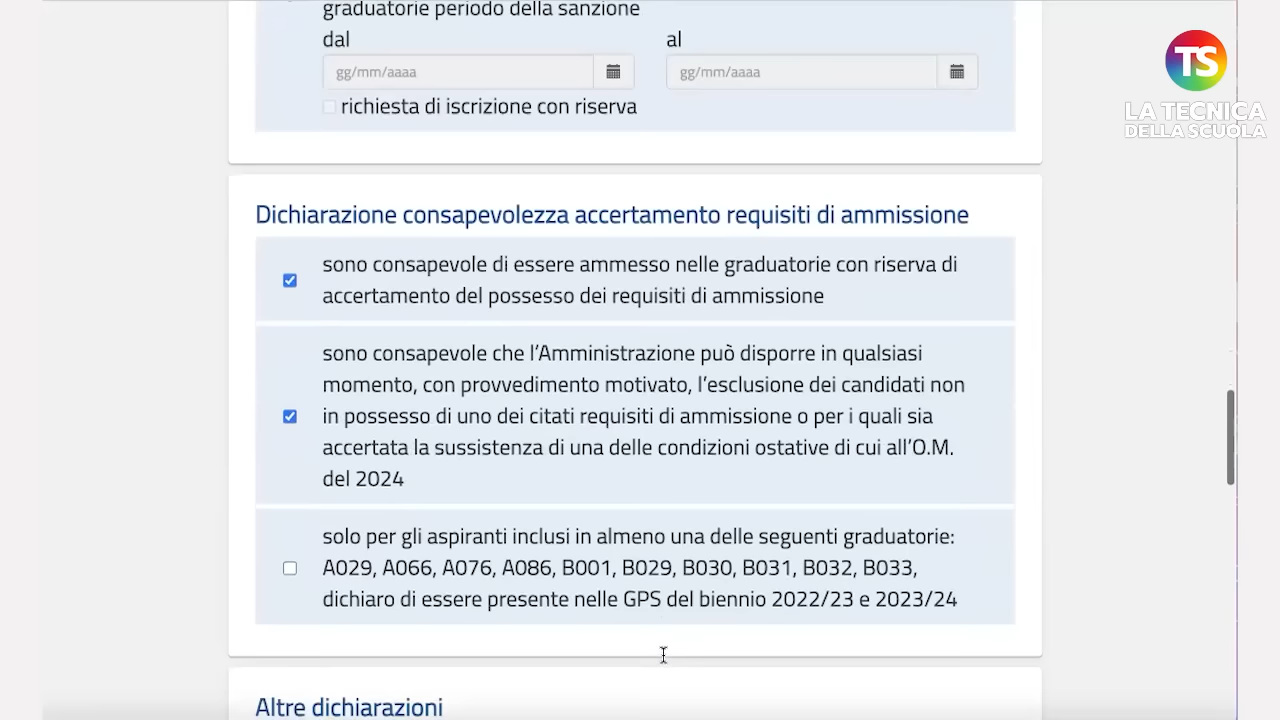 graduatorie periodo della sanzione
dal al
gg/mm/aaaa gg/mm/aaaa
richiesta di iscrizione con riserva
TS
LA TECNICA
DELLA SCUOLA
Dichiarazione consapevolezza accertamento requisiti di ammissione
sono consapevole di essere ammesso nelle graduatorie con riserva di
accertamento del possesso dei requisiti di ammissione
sono consapevole che l’Amministrazione può disporre in qualsiasi
momento, con provvedimento motivato, l’esclusione dei candidati non
in possesso di uno dei citati requisiti di ammissione o per i quali sia
accertata la sussistenza di una delle condizioni ostative di cui all’O.M.
del 2024
solo per gli aspiranti inclusi in almeno una delle seguenti graduatorie:
A029, A066, A076, A086, B001, B029, B030, B031, B032, B033,
dichiaro di essere presente nelle GPS del biennio 2022/23 e 2023/24
Altre dichiarazioni